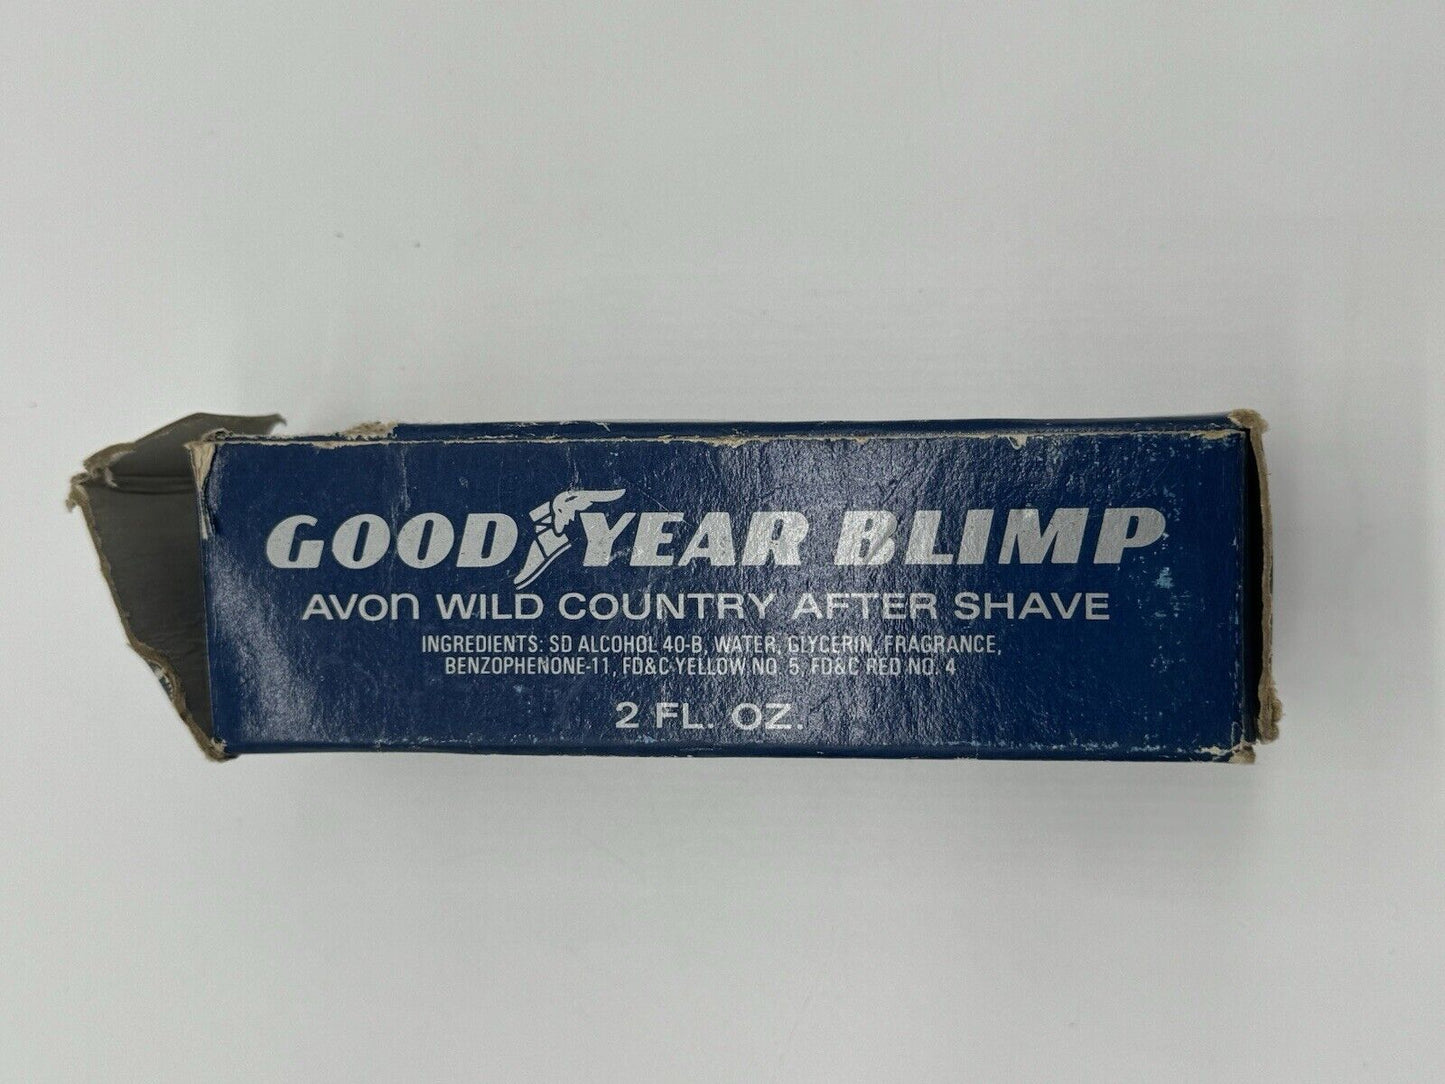 GOODYEAR BLIMP
AVON WILD COUNTRY AFTER SHAVE
INGREDIENTS: SD ALCOHOL 40-B, WATER, GLYCERIN, FRAGRANCE,
BENZOPHENONE-11, FD&C YELLOW NO. 5, FD&C RED NO. 4
2 FL. OZ.